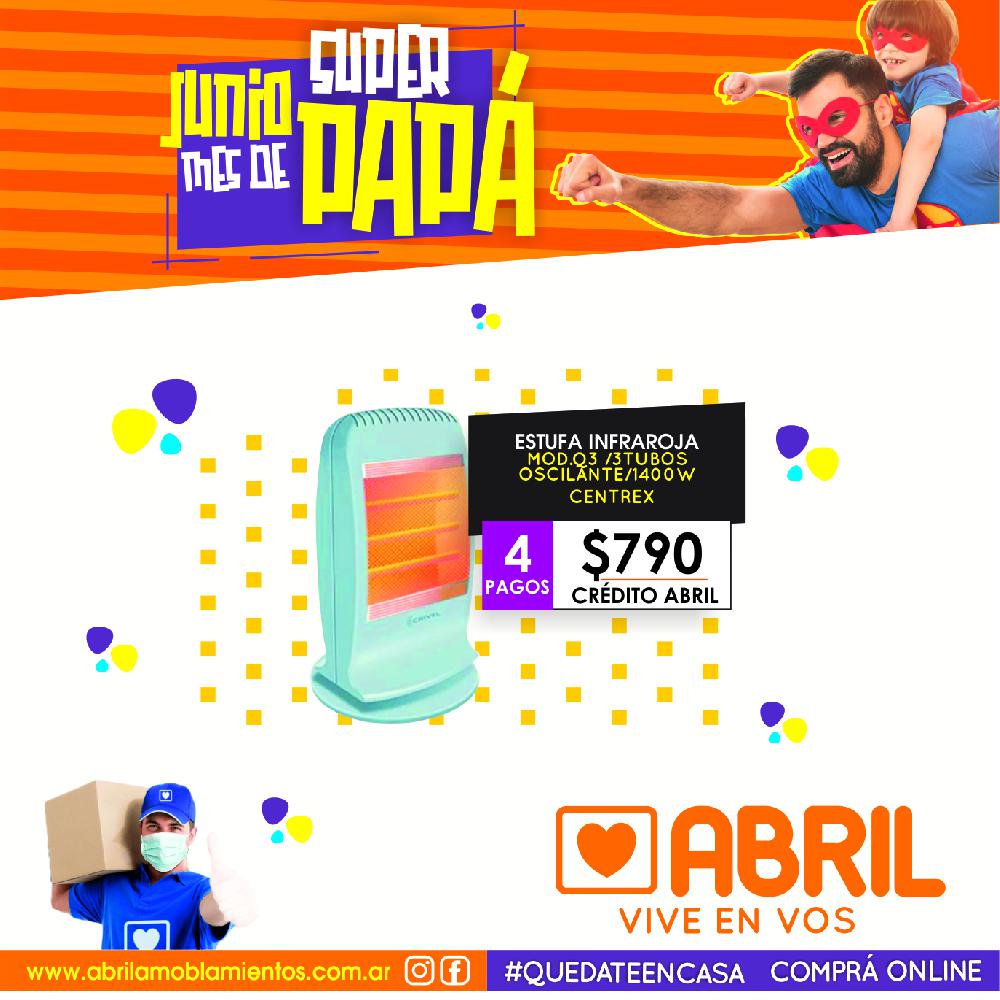 SUPER
JUNIO
MES DE
PAPÁ
ESTUFA INFRAROJA
MOD.Q3 /3TUBOS
OSCILANTE/1400W
CENTREX
4
PAGOS
$790
CRÉDITO ABRIL
ABRIL
VIVE EN VOS
www.abrilamoblamientos.com.ar
#QUEDATEENCASA
COMPRÁ ONLINE